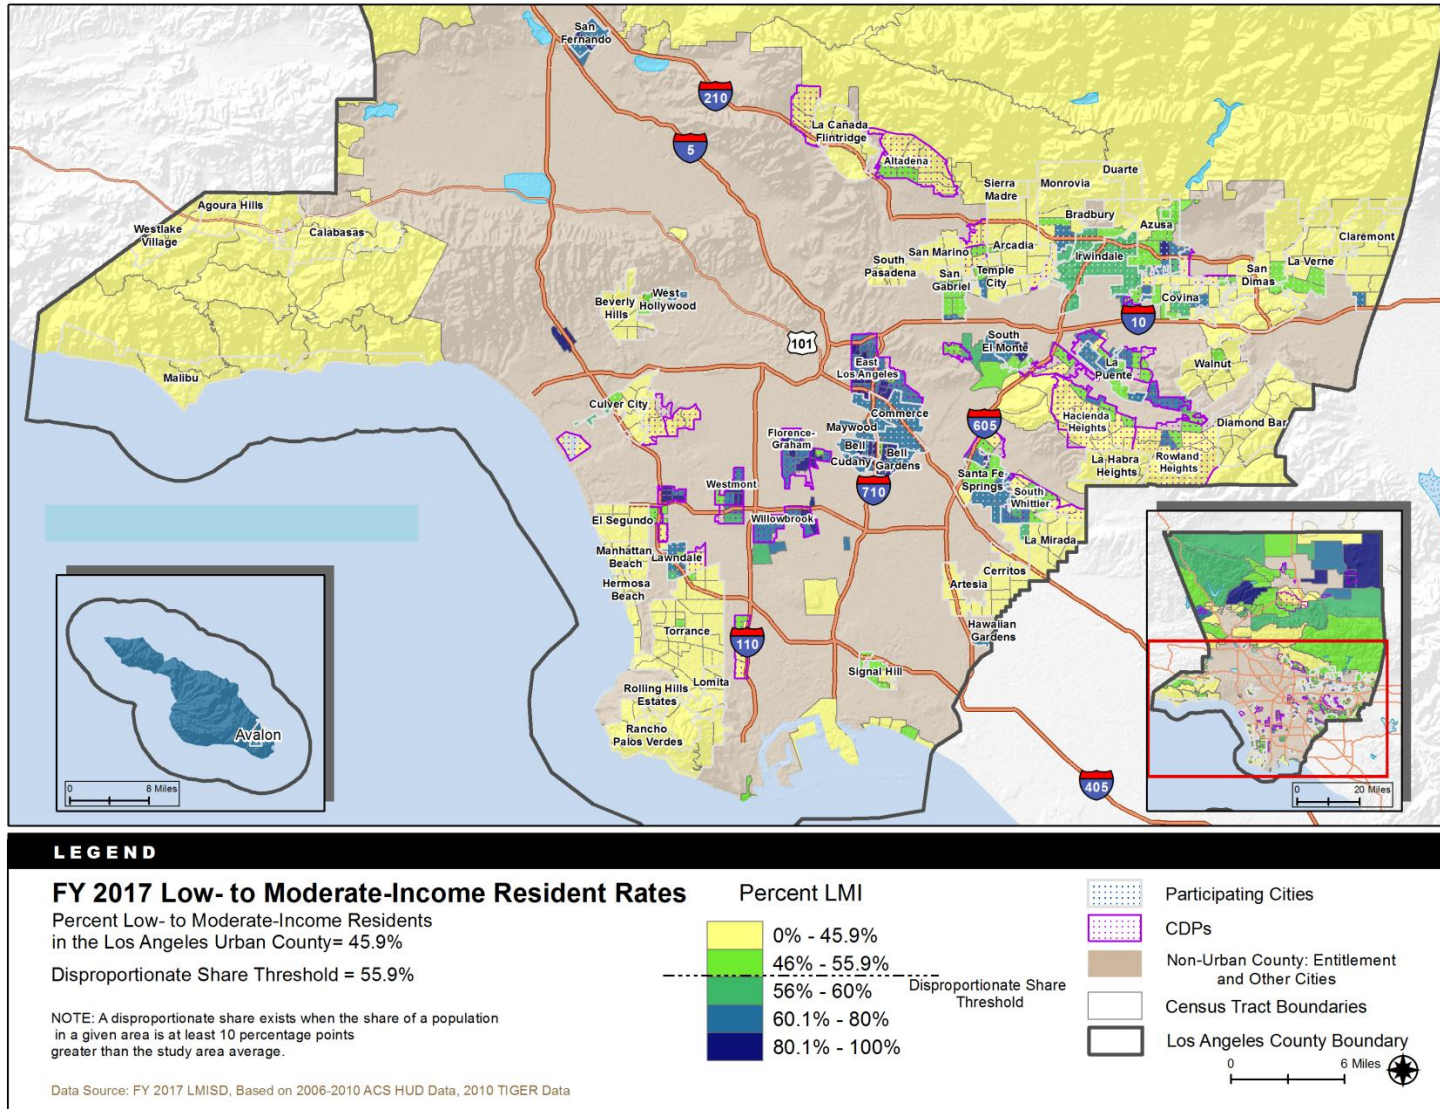 San
Fernando
210
5
La Cañada
Flintridge
Altadena
Sierra
Madre
Monrovia
Duarte
Bradbury
Azusa
Agoura Hills
Westlake
Village
Calabasas
San Marino
Arcadia
Irwindale
Claremont
La Verne
South
Pasadena
San
Gabriel
Temple
City
San
Dimas
Covina
Beverly
Hills
West
Hollywood
101
10
South
El Monte
East
Los Angeles
La
Puente
Walnut
Malibu
Culver City
Commerce
605
Hacienda
Heights
Diamond Bar
Florence-
Graham
Maywood
Bell
Cudahy
Bell
Gardens
La Habra
Heights
Rowland
Heights
Santa Fe
Springs
710
Westmont
South
Whittier
El Segundo
Willowbrook
La Mirada
Manhattan
Beach
Lawndale
Cerritos
Artesia
Hermosa
Beach
Hawaiian
Gardens
Torrance
110
Signal Hill
Lomita
Rolling Hills
Estates
Rancho
Palos Verdes
Avalon
0 8 Miles
405
0 20 Miles
LEGEND
FY 2017 Low- to Moderate-Income Resident Rates
Percent Low- to Moderate-Income Residents
in the Los Angeles Urban County= 45.9%
Disproportionate Share Threshold = 55.9%
NOTE: A disproportionate share exists when the share of a population
in a given area is at least 10 percentage points
greater than the study area average.
Data Source: FY 2017 LMISD, Based on 2006-2010 ACS HUD Data, 2010 TIGER Data
Percent LMI
0% - 45.9%
46% - 55.9%
56% - 60%
60.1% - 80%
80.1% - 100%
Disproportionate Share
Threshold
Participating Cities
CDPs
Non-Urban County: Entitlement
and Other Cities
Census Tract Boundaries
Los Angeles County Boundary
0 6 Miles